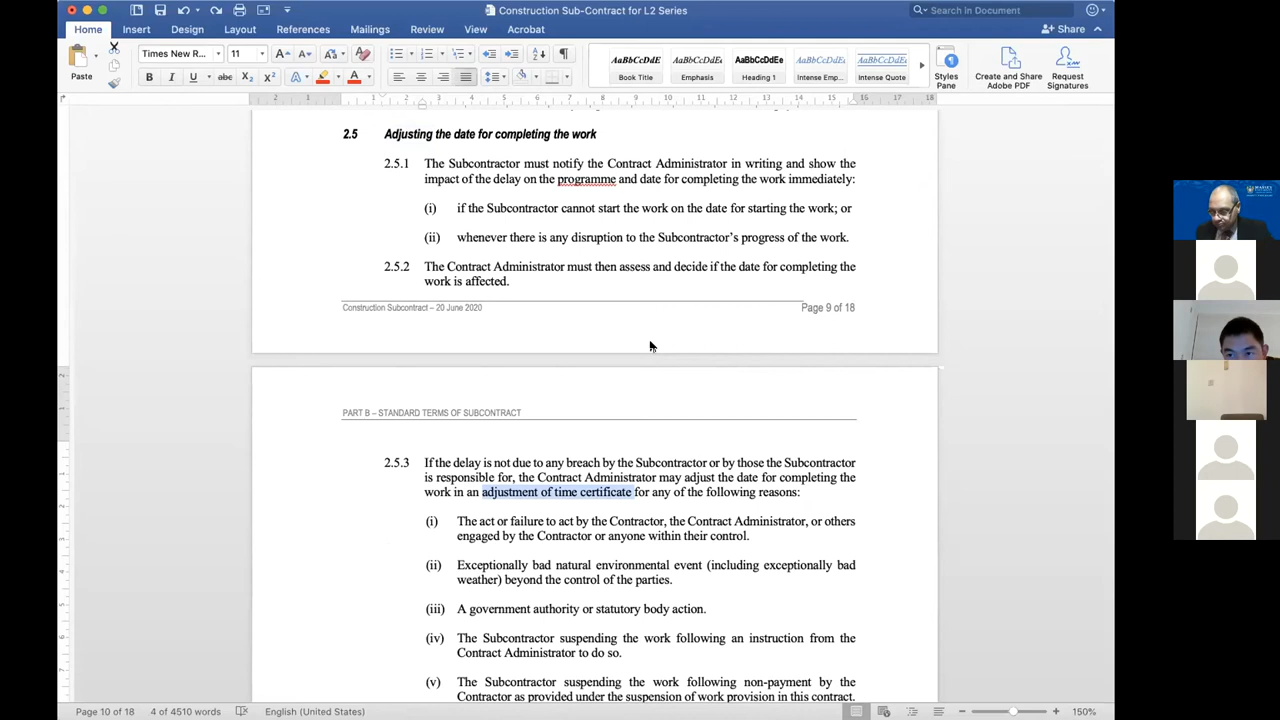 Construction Sub-Contract for L2 Series
Search in Document
Home Insert Design Layout References Mailings Review View Acrobat
Share
Paste
Times New R...
11
Book Title
Emphasis
Heading 1
Intense Emp...
Intense Quote
Styles Pane
Create and Share Adobe PDF
Request Signatures
2.5 Adjusting the date for completing the work
2.5.1 The Subcontractor must notify the Contract Administrator in writing and show the
impact of the delay on the programme and date for completing the work immediately:
(i) if the Subcontractor cannot start the work on the date for starting the work; or
(ii) whenever there is any disruption to the Subcontractor's progress of the work.
2.5.2 The Contract Administrator must then assess and decide if the date for completing the
work is affected.
Construction Subcontract – 20 June 2020
Page 9 of 18
PART B – STANDARD TERMS OF SUBCONTRACT
2.5.3 If the delay is not due to any breach by the Subcontractor or by those the Subcontractor
is responsible for, the Contract Administrator may adjust the date for completing the
work in an adjustment of time certificate for any of the following reasons:
(i) The act or failure to act by the Contractor, the Contract Administrator, or others
engaged by the Contractor or anyone within their control.
(ii) Exceptionally bad natural environmental event (including exceptionally bad
weather) beyond the control of the parties.
(iii) A government authority or statutory body action.
(iv) The Subcontractor suspending the work following an instruction from the
Contract Administrator to do so.
(v) The Subcontractor suspending the work following non-payment by the
Contractor as provided under the suspension of work provision in this contract.
Page 10 of 18 4 of 4510 words English (United States) 150%